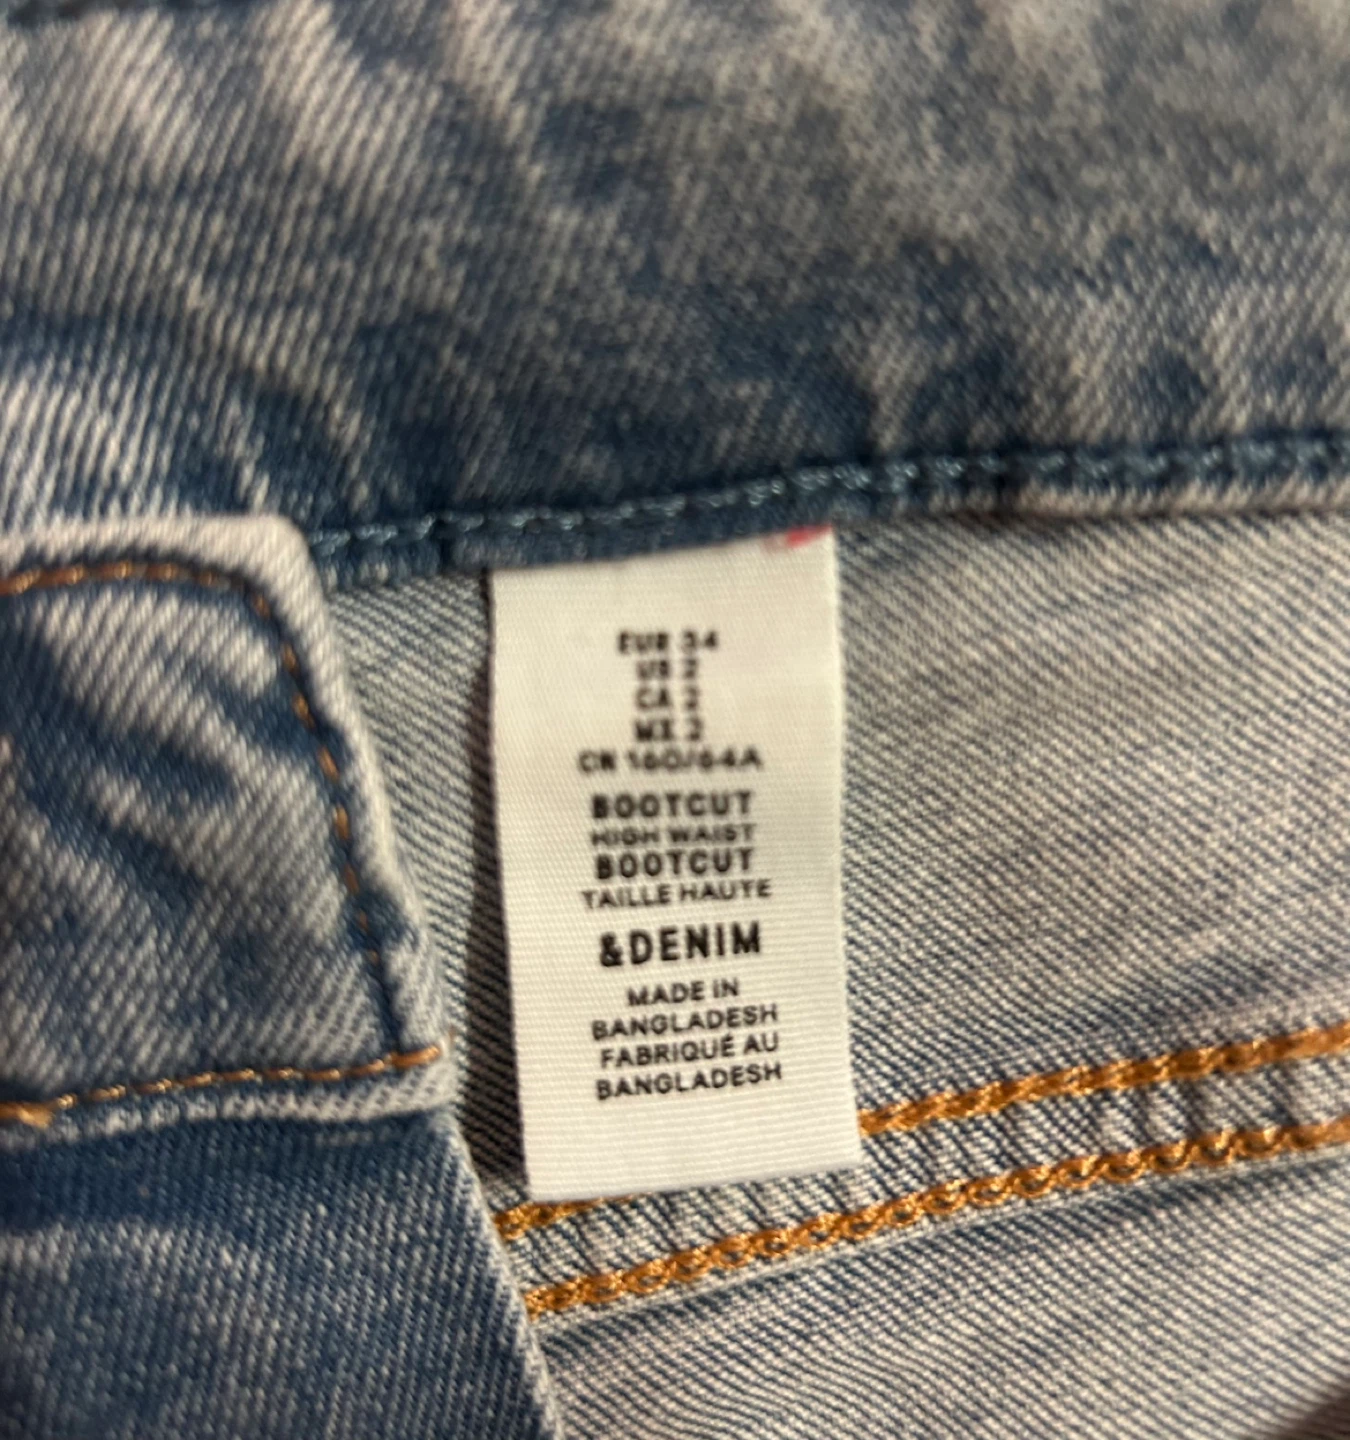 EUR 34
US 2
CA 2
MX 2
CN 160/64A
BOOTCUT
HIGH WAIST
BOOTCUT
TAILLE HAUTE
&DENIM
MADE IN
BANGLADESH
FABRIQUÉ AU
BANGLADESH